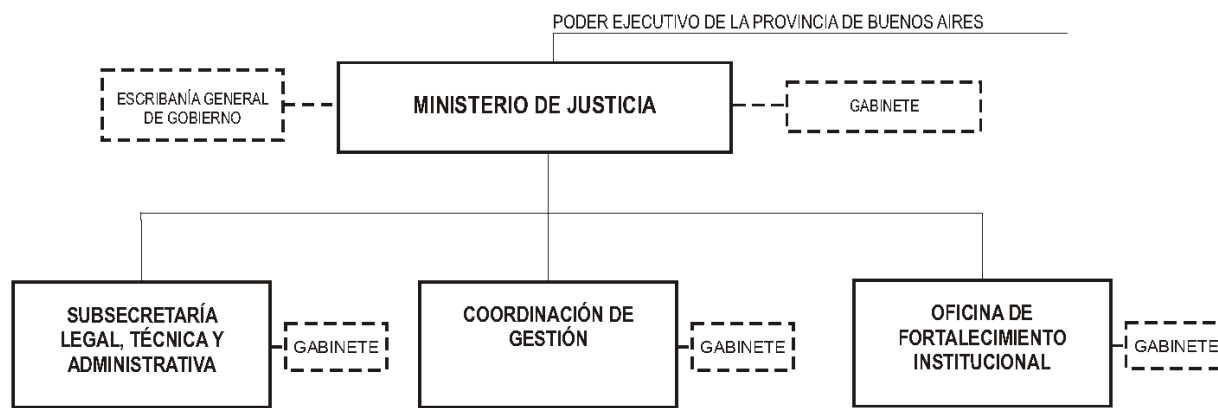 PODER EJECUTIVO DE LA PROVINCIA DE BUENOS AIRES
ESCRIBANÍA GENERAL
DE GOBIERNO
MINISTERIO DE JUSTICIA
GABINETE
SUBSECRETARÍA
LEGAL, TÉCNICA Y
ADMINISTRATIVA
GABINETE
COORDINACIÓN DE
GESTIÓN
GABINETE
OFICINA DE
FORTALECIMIENTO
INSTITUCIONAL
GABINETE